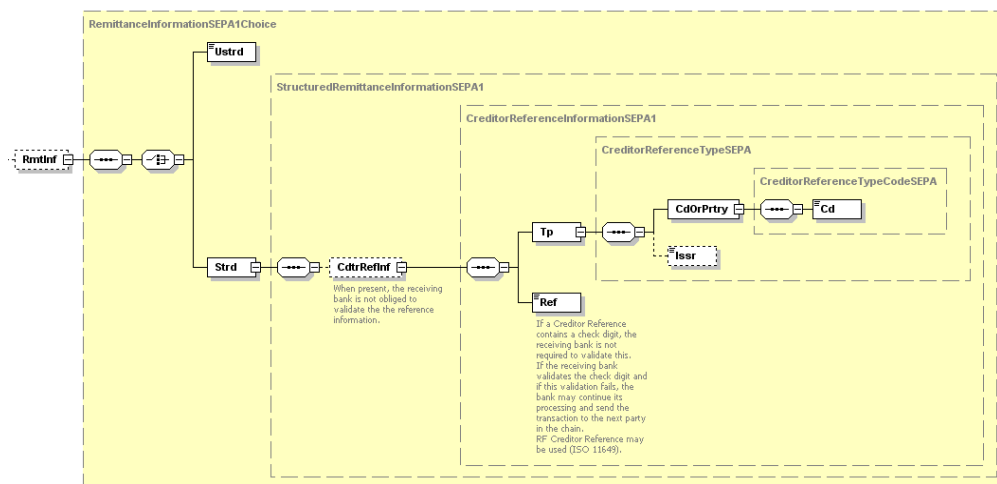 RemittanceInformationSEPA1Choice
Ustrd
StructuredRemittanceInformationSEPA1
CreditorReferenceInformationSEPA1
CreditorReferenceTypeSEPA
CreditorReferenceTypeCodeSEPA
RmtInf
CdOrPrtry
Cd
Tp
Issr
Strd
CdtrRefInf
When present, the receiving
bank is not obliged to
validate the the reference
information.
Ref
If a Creditor Reference
contains a check digit, the
receiving bank is not
required to validate this.
If the receiving bank
validates the check digit and
if this validation fails, the
bank may continue its
processing and send the
transaction to the next party
in the chain.
RF Creditor Reference may
be used (ISO 11649).